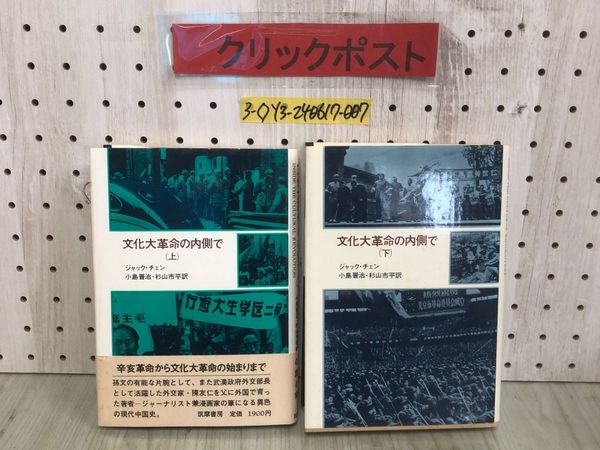 クリックポスト
3-◇Y3-240617-007
INSIDE THE CULTURAL REVOLUTION
文化大革命の内側で
(上)
ジャック・チェン
小島晋治・杉山市平訳
辛亥革命から文化大革命の始まりまで
孫文の有能な片腕として、また武漢政府外交部長
として活躍した外交家・陳友仁を父に外国で育っ
た著者─ジャーナリスト兼漫画家の筆になる異色
の現代中国史。
筑摩書房 定価 1900円
文化大革命の内側で
(下)
ジャック・チェン
小島晋治・杉山市平訳